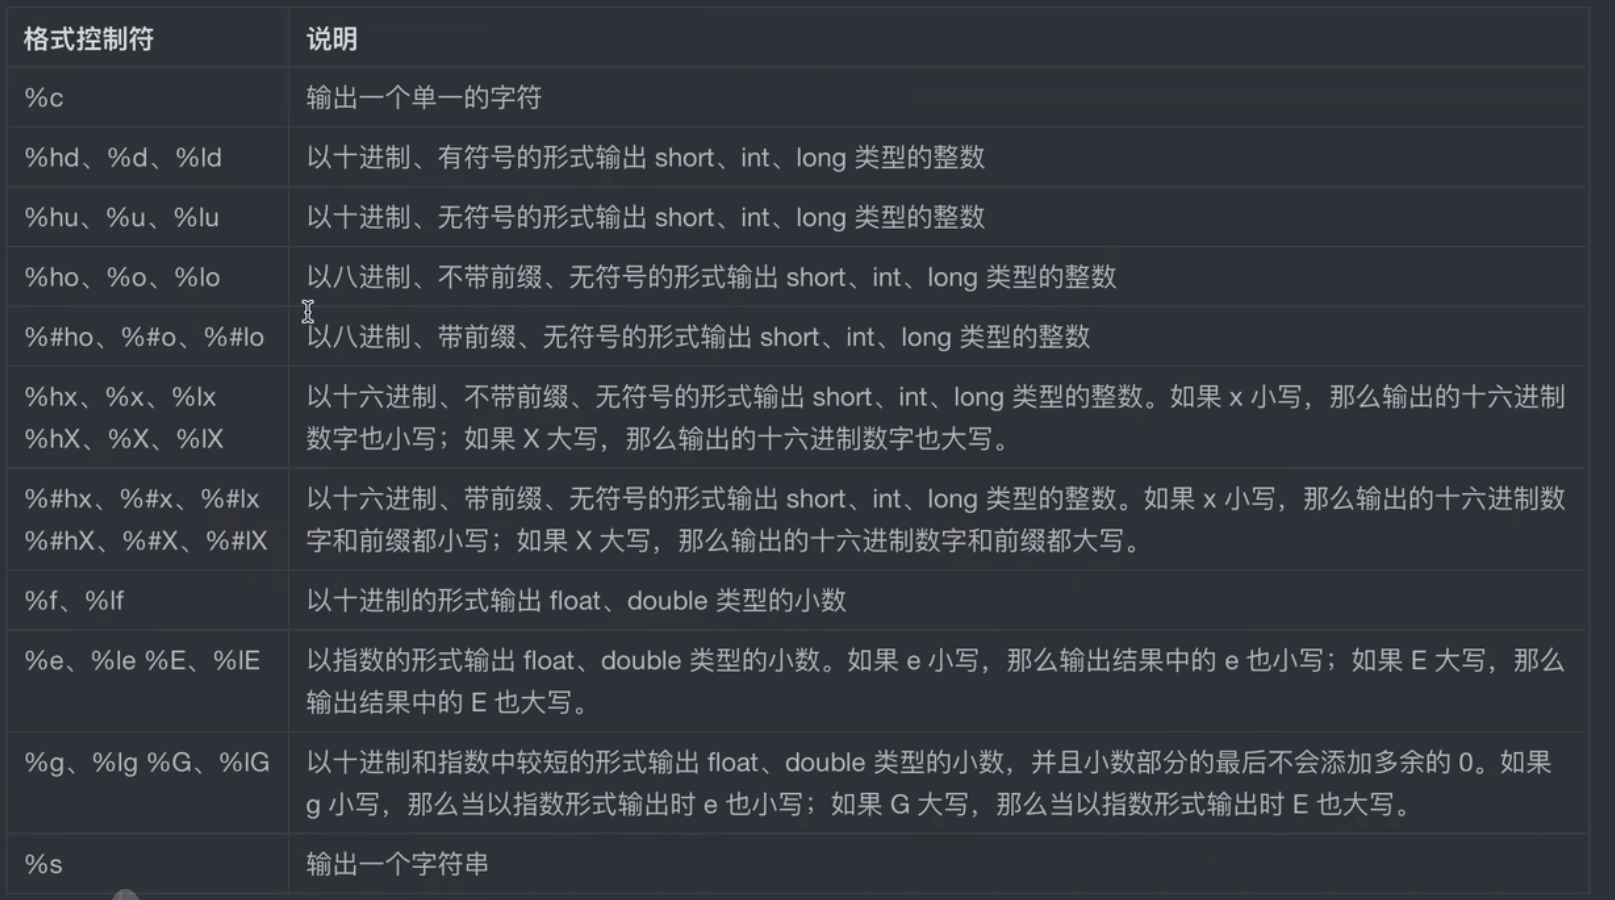 格式控制符 说明
%c 输出一个单一的字符
%hd、%d、%ld 以十进制、有符号的形式输出 short、int、long 类型的整数
%hu、%u、%lu 以十进制、无符号的形式输出 short、int、long 类型的整数
%ho、%o、%lo 以八进制、不带前缀、无符号的形式输出 short、int、long 类型的整数
%#ho、%#o、%#lo 以八进制、带前缀、无符号的形式输出 short、int、long 类型的整数
%hx、%x、%lx 以十六进制、不带前缀、无符号的形式输出 short、int、long 类型的整数。如果 x 小写，那么输出的十六进制
%hX、%X、%lX 数字也小写；如果 X 大写，那么输出的十六进制数字也大写。
%#hx、%#x、%#lx 以十六进制、带前缀、无符号的形式输出 short、int、long 类型的整数。如果 x 小写，那么输出的十六进制数
%#hX、%#X、%#lX 字和前缀都小写；如果 X 大写，那么输出的十六进制数字和前缀都大写。
%f、%lf 以十进制的形式输出 float、double 类型的小数
%e、%le %E、%lE 以指数的形式输出 float、double 类型的小数。如果 e 小写，那么输出结果中的 e 也小写；如果 E 大写，那么
输出结果中的 E 也大写。
%g、%lg %G、%lG 以十进制和指数中较短的形式输出 float、double 类型的小数，并且小数部分的最后不会添加多余的 0。如果
g 小写，那么当以指数形式输出时 e 也小写；如果 G 大写，那么当以指数形式输出时 E 也大写。
%s 输出一个字符串